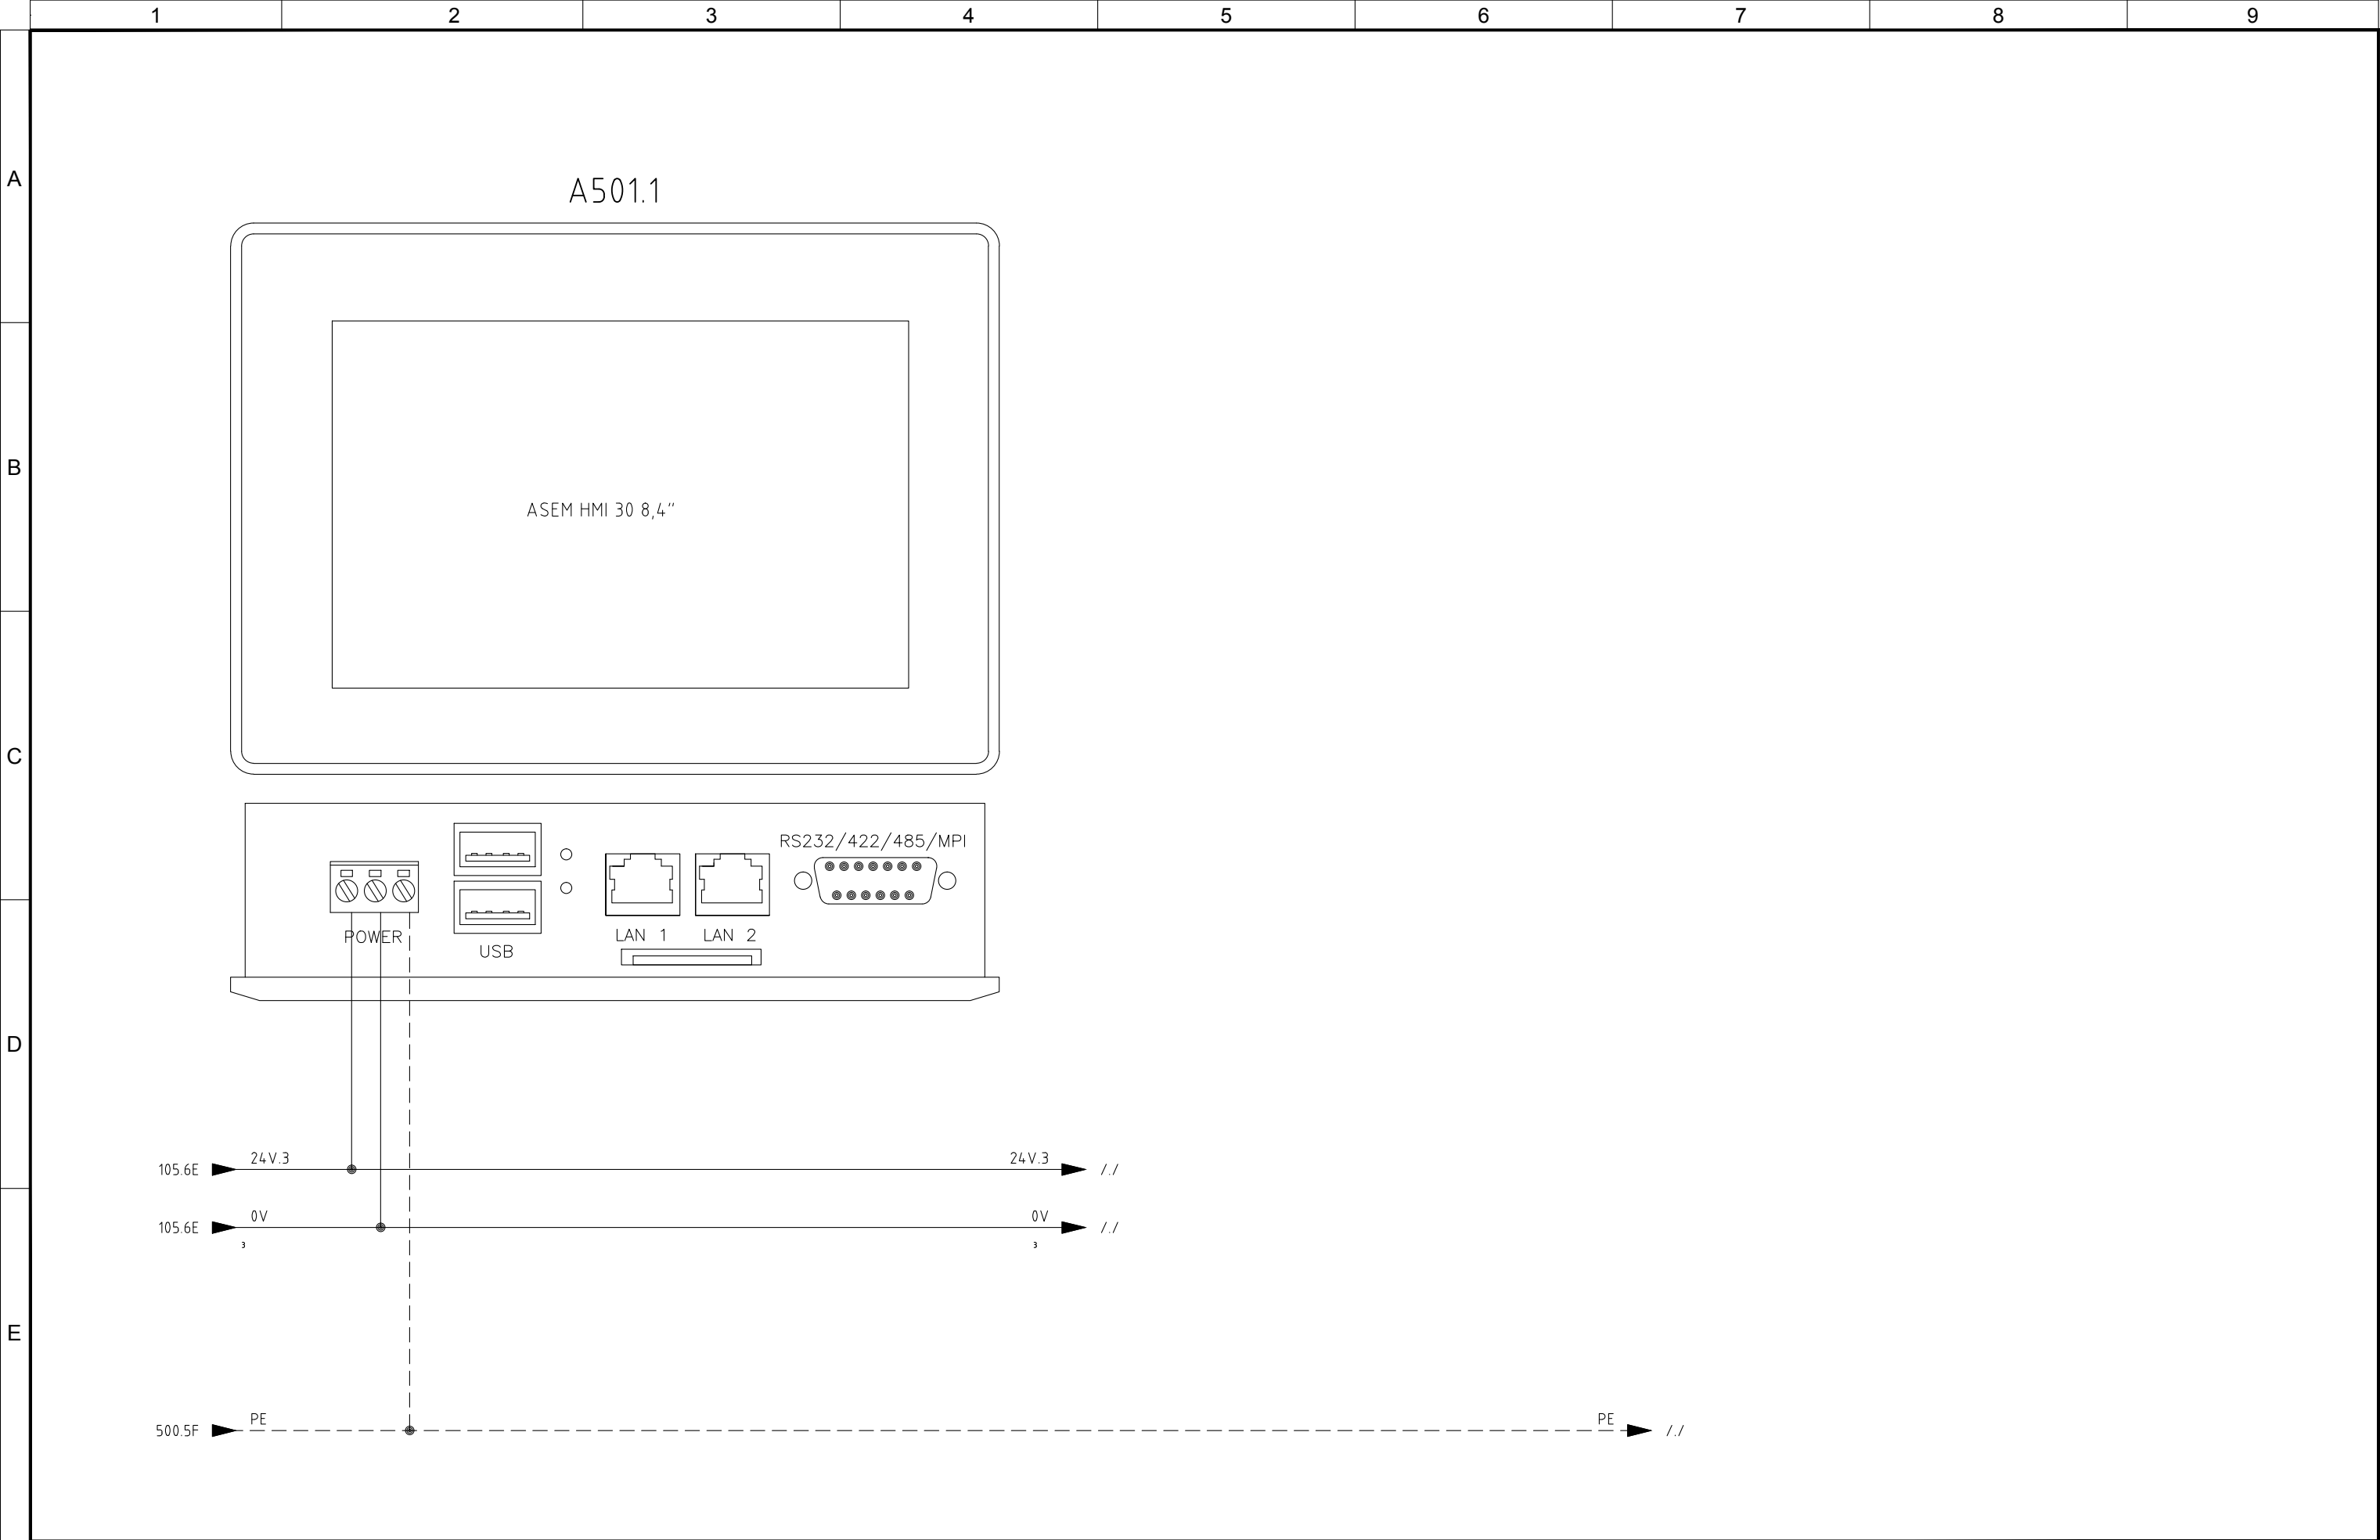 1 2 3 4 5 6 7 8 9
A
A501.1
B
ASEM HMI 30 8,4"
C
RS232/422/485/MPI
POWER
LAN 1 LAN 2
USB
D
105.6E 24V.3 24V.3 /./
105.6E 0V 0V /./
3 3
E
500.5F PE PE /./